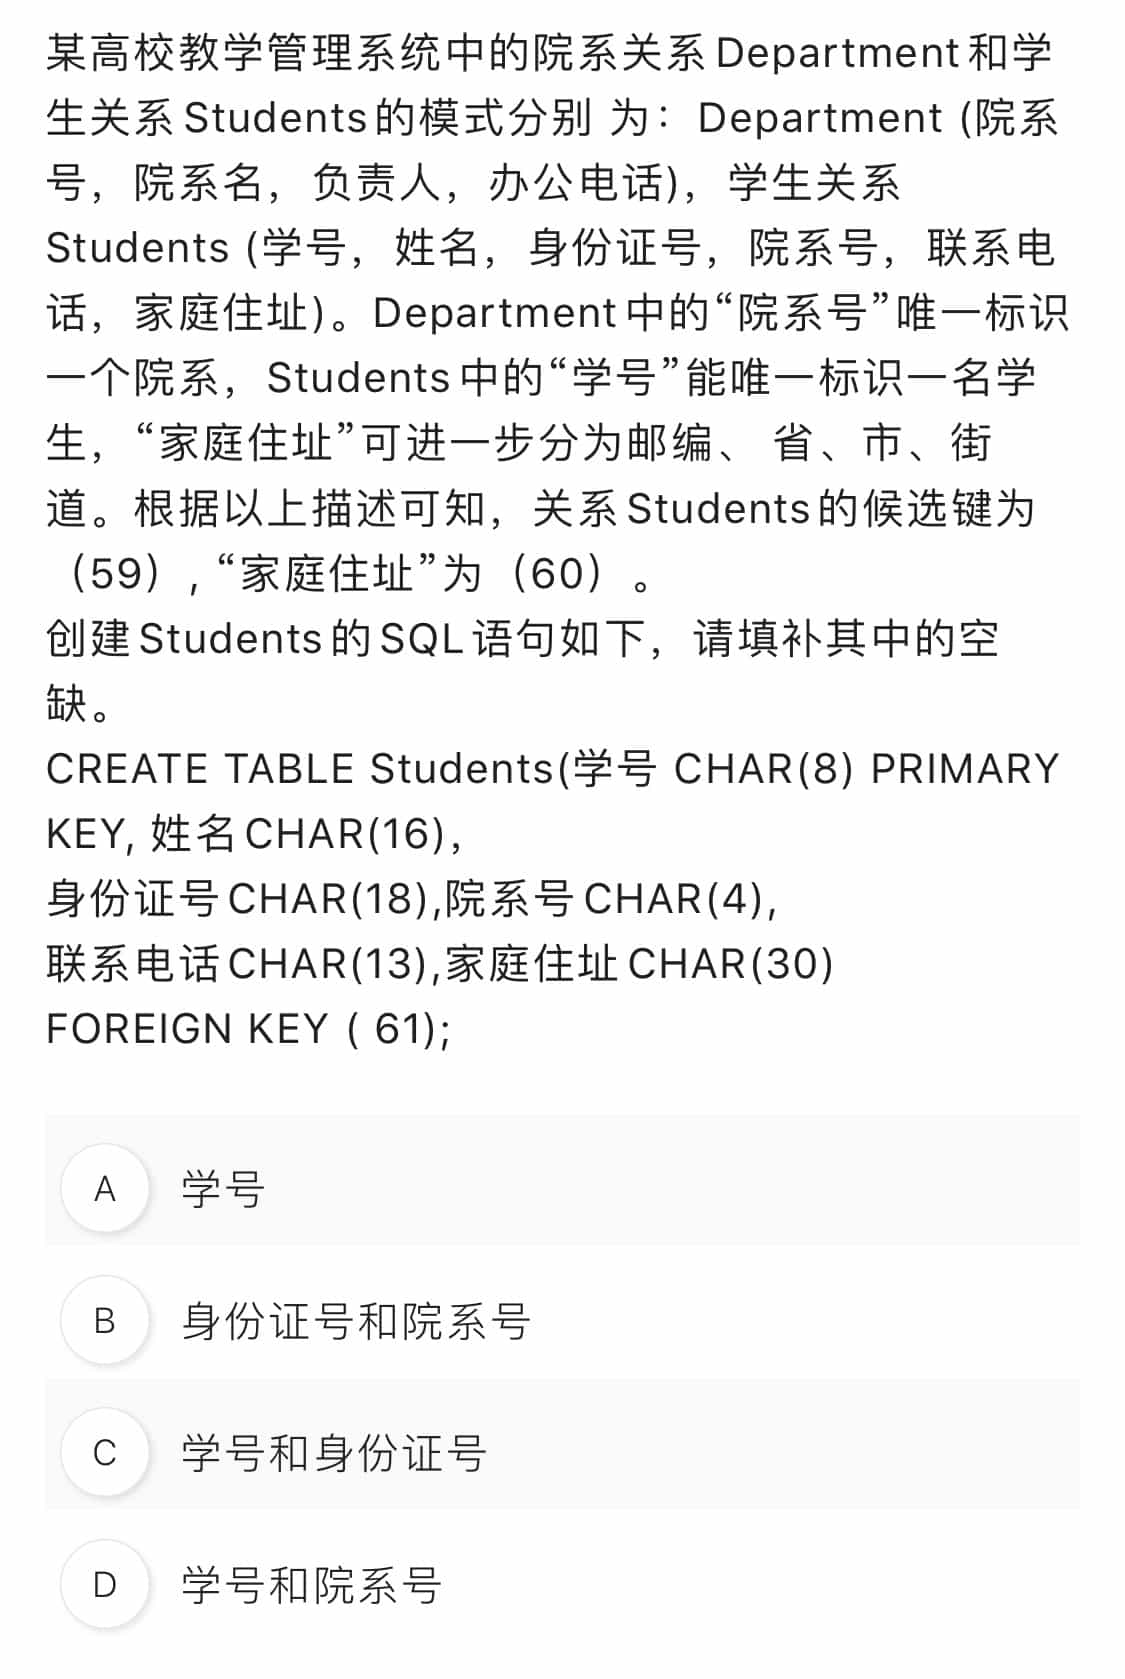 某高校教学管理系统中的院系关系Department和学
生关系Students的模式分别 为：Department (院系
号，院系名，负责人，办公电话)，学生关系
Students (学号，姓名，身份证号，院系号，联系电
话，家庭住址)。Department中的“院系号”唯一标识
一个院系，Students中的“学号”能唯一标识一名学
生，“家庭住址”可进一步分为邮编、 省、市、街
道。根据以上描述可知，关系Students的候选键为
（59）, “家庭住址”为（60）。
创建Students的SQL语句如下，请填补其中的空
缺。
CREATE TABLE Students(学号 CHAR(8) PRIMARY
KEY, 姓名CHAR(16)，
身份证号CHAR(18),院系号CHAR(4),
联系电话CHAR(13),家庭住址CHAR(30)
FOREIGN KEY ( 61);
A 学号
B 身份证号和院系号
C 学号和身份证号
D 学号和院系号